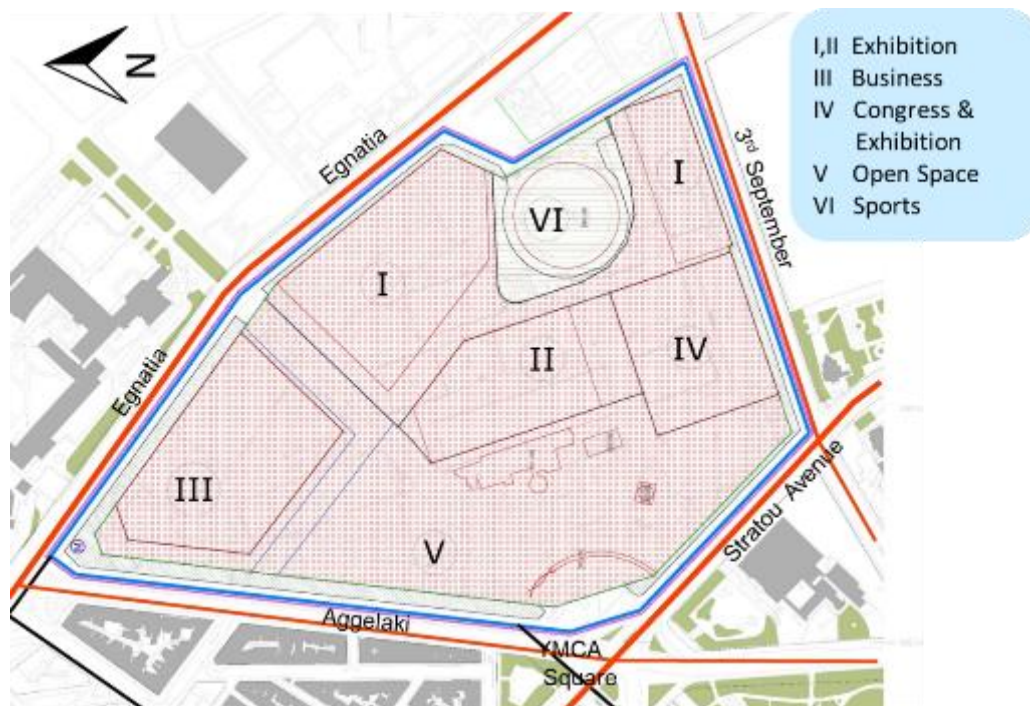 N
I,II Exhibition
III Business
IV Congress &
Exhibition
V Open Space
VI Sports
Egnatia
3rd September
I
VI
I
II
IV
Egnatia
III
V
Stratou Avenue
Aggelaki
YMCA
Square